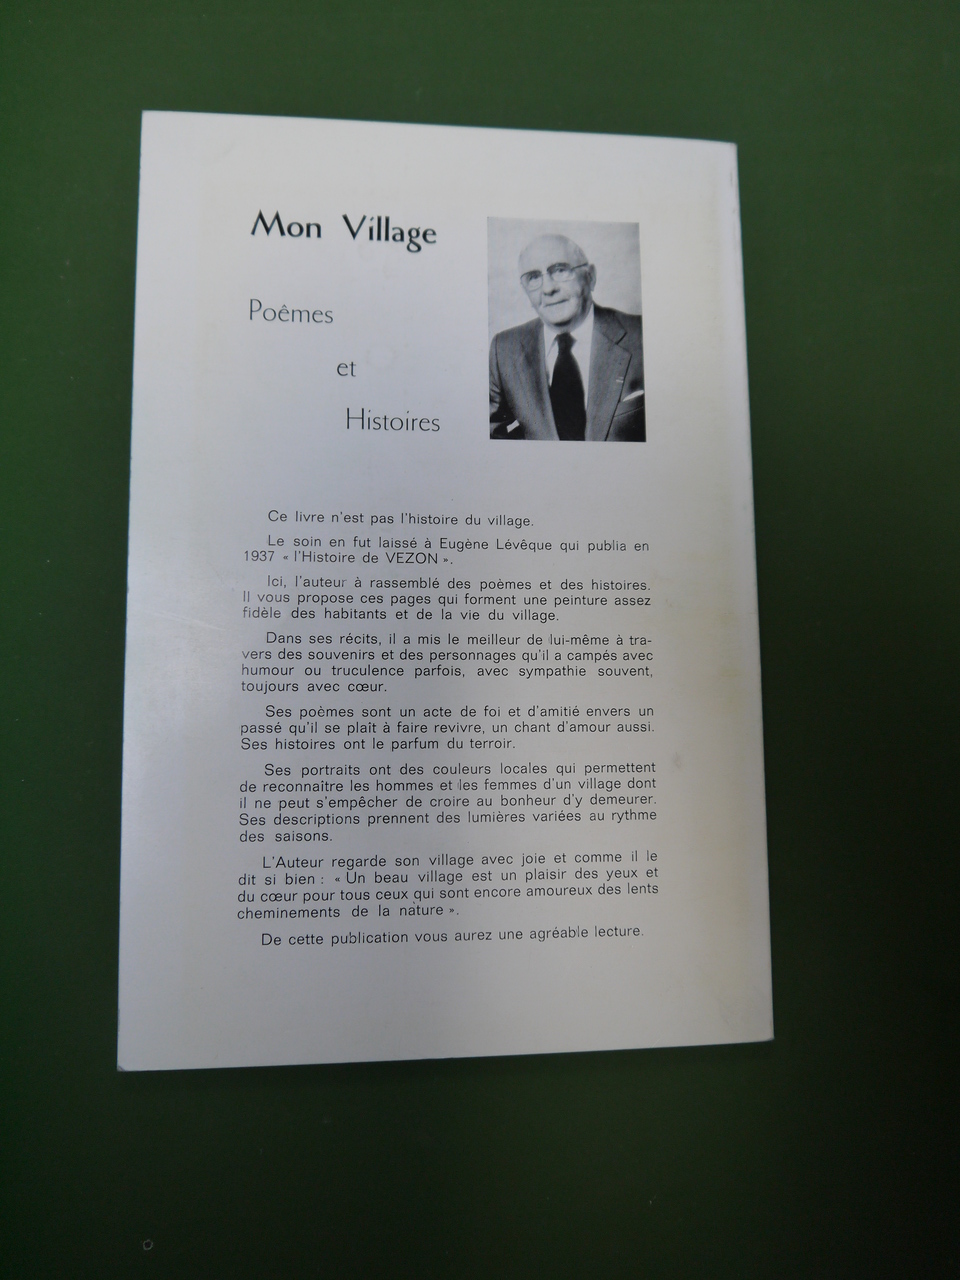 Mon Village
Poêmes
et
Histoires
Ce livre n'est pas l'histoire du village.
Le soin en fut laissé à Eugène Lévêque qui publia en
1937 « l'Histoire de VEZON ».
Ici, l'auteur à rassemblé des poèmes et des histoires.
Il vous propose ces pages qui forment une peinture assez
fidèle des habitants et de la vie du village.
Dans ses récits, il a mis le meilleur de lui-même à tra-
vers des souvenirs et des personnages qu'il a campés avec
humour ou truculence parfois, avec sympathie souvent,
toujours avec cœur.
Ses poèmes sont un acte de foi et d'amitié envers un
passé qu'il se plaît à faire revivre, un chant d'amour aussi.
Ses histoires ont le parfum du terroir.
Ses portraits ont des couleurs locales qui permettent
de reconnaître les hommes et les femmes d'un village dont
il ne peut s'empêcher de croire au bonheur d'y demeurer.
Ses descriptions prennent des lumières variées au rythme
des saisons.
L'Auteur regarde son village avec joie et comme il le
dit si bien : « Un beau village est un plaisir des yeux et
du cœur pour tous ceux qui sont encore amoureux des lents
cheminements de la nature ».
De cette publication vous aurez une agréable lecture.